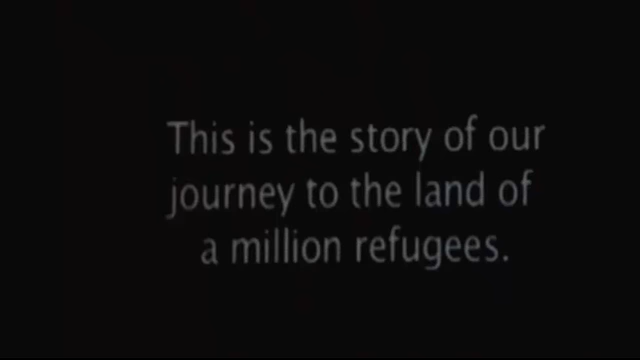 This is the story of our
journey to the land of
a million refugees.